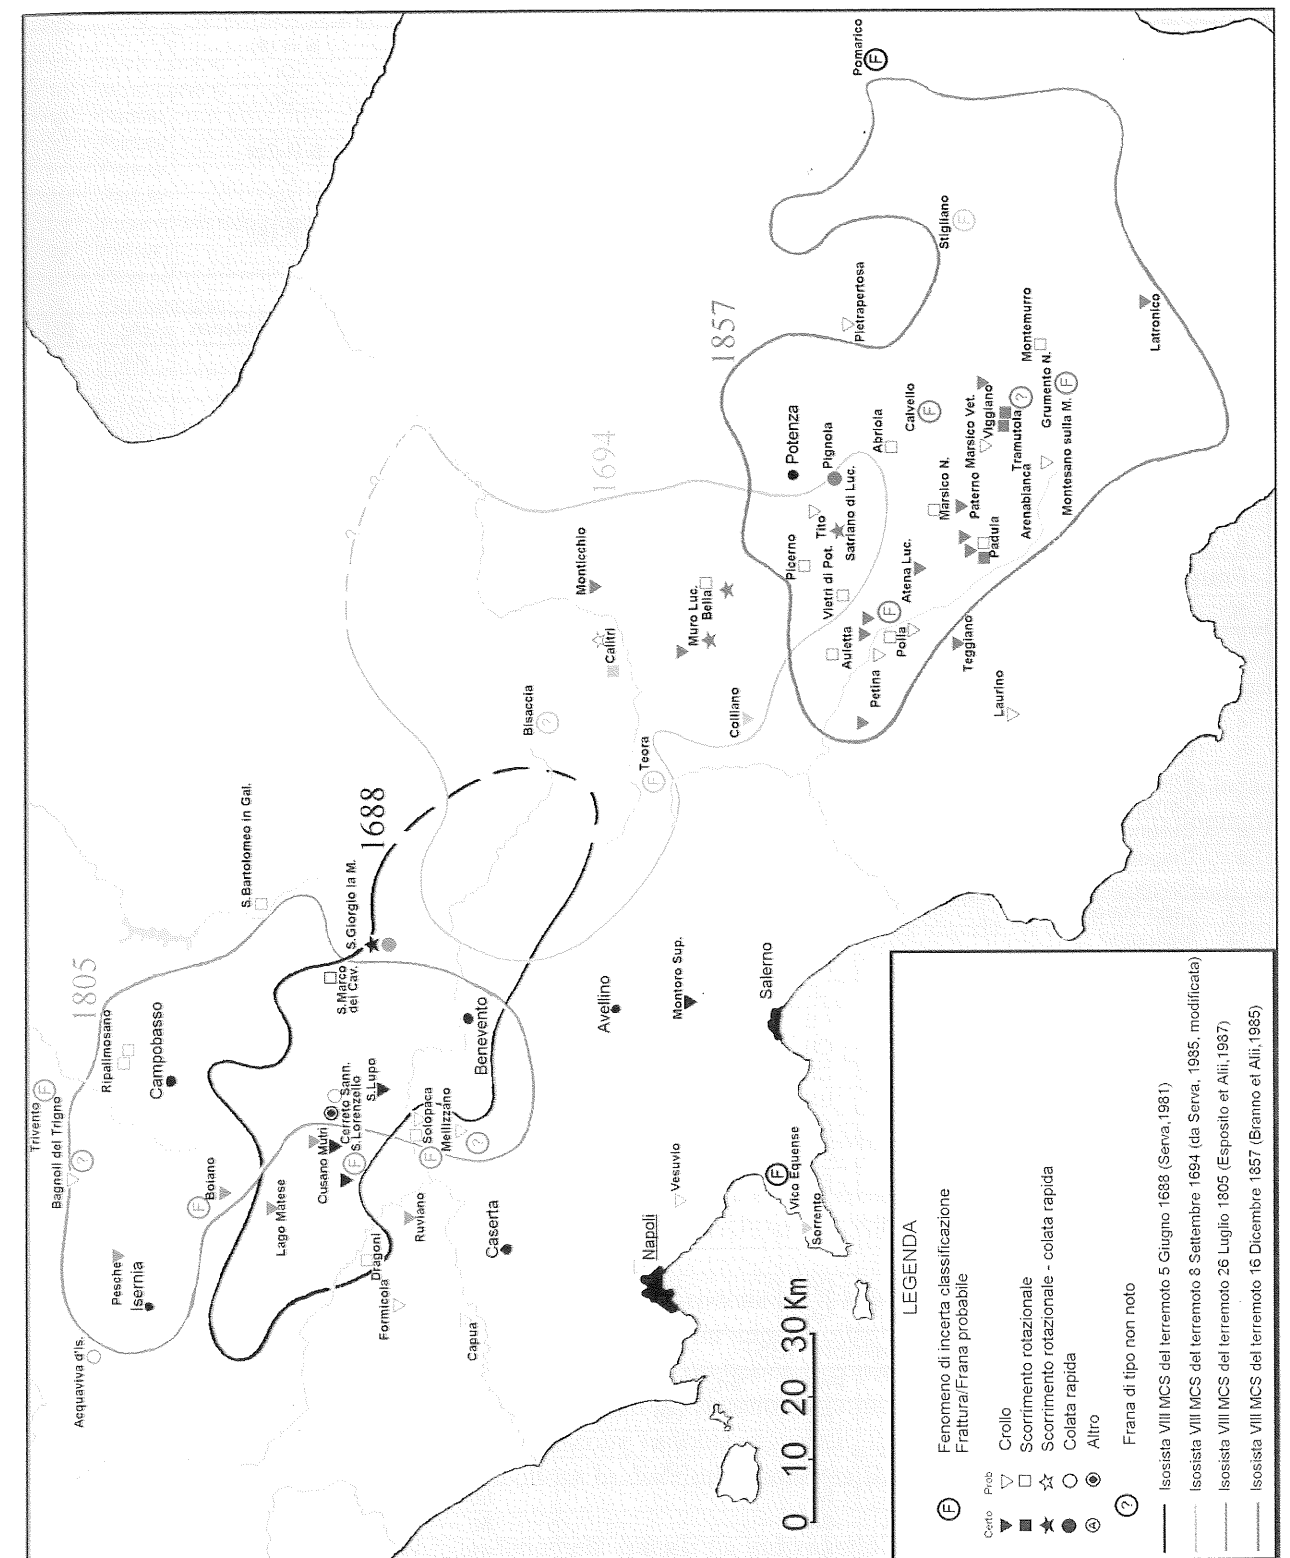 Pomarico
F
Stigliano
F
Pietrapertosa
1857
Latronico
Montemurro
Grumento N.
F
Montesano sulla M.
?
Tramutola
Arenabianca
Viggiano
Marsico Vet.
Paterno
Padula
Marsico N.
Calvello
F
Abriola
Potenza
Pignola
Tito
Satriano di Luc.
Picerno
Vietri di Pot.
Atena Luc.
F
Polla
Auletta
Petina
Teggiano
Laurino
1694
?
?
Monticchio
Muro Luc.
Bella
Calitri
Bisaccia
?
Colliano
Teora
F
1688
S.Bartolomeo in Gal.
S.Giorgio la M.
S.Marco
dei Cav.
1805
Ripalimosano
Campobasso
Trivento
F
Bagnoli del Trigno
?
Boiano
F
Pesche
Isernia
Acquaviva d'Is.
Lago Matese
Cusano Mutri
Cerreto Sann.
S.Lorenzello
F
S.Lupo
Solopaca
F
Melizzano
?
Benevento
Ruviano
Dragoni
Formicola
Caserta
Capua
Avellino
Montoro Sup.
Salerno
Vesuvio
Napoli
F
Vico Equense
Sorrento
0 10 20 30 Km
LEGENDA
F Fenomeno di incerta classificazione
Frattura/Frana probabile
Certo Prob
Crollo
Scorrimento rotazionale
Scorrimento rotazionale - colata rapida
Colata rapida
A Altro
? Frana di tipo non noto
Isosista VIII MCS del terremoto 5 Giugno 1688 (Serva,1981)
Isosista VIII MCS del terremoto 8 Settembre 1694 (da Serva, 1985, modificata)
Isosista VIII MCS del terremoto 26 Luglio 1805 (Esposito et Alii,1987)
Isosista VIII MCS del terremoto 16 Dicembre 1857 (Branno et Alii,1985)